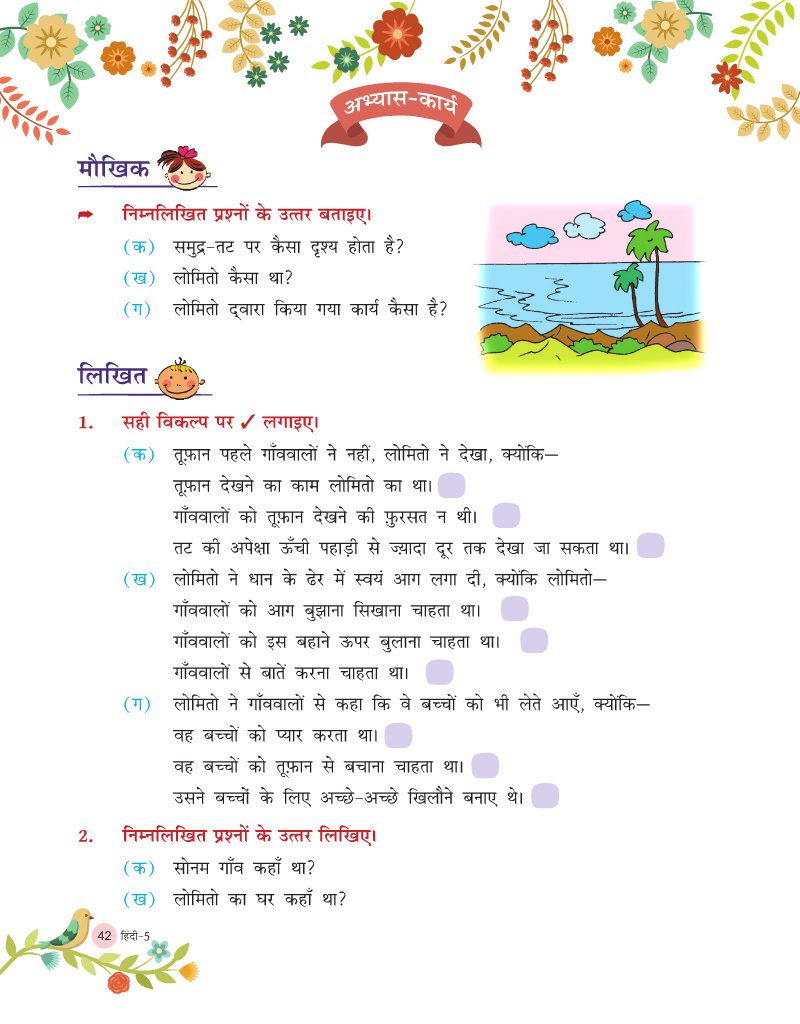 अभ्यास-कार्य
मौखिक
➦ निम्नलिखित प्रश्नों के उत्तर बताइए।
(क) समुद्र-तट पर कैसा दृश्य होता है?
(ख) लोमितो कैसा था?
(ग) लोमितो द्वारा किया गया कार्य कैसा है?
लिखित
1. सही विकल्प पर ✓ लगाइए।
(क) तूफ़ान पहले गाँववालों ने नहीं, लोमितो ने देखा, क्योंकि—
तूफ़ान देखने का काम लोमितो का था।
गाँववालों को तूफ़ान देखने की फ़ुरसत न थी।
तट की अपेक्षा ऊँची पहाड़ी से ज़्यादा दूर तक देखा जा सकता था।
(ख) लोमितो ने धान के ढेर में स्वयं आग लगा दी, क्योंकि लोमितो—
गाँववालों को आग बुझाना सिखाना चाहता था।
गाँववालों को इस बहाने ऊपर बुलाना चाहता था।
गाँववालों से बातें करना चाहता था।
(ग) लोमितो ने गाँववालों से कहा कि वे बच्चों को भी लेते आएँ, क्योंकि—
वह बच्चों को प्यार करता था।
वह बच्चों को तूफ़ान से बचाना चाहता था।
उसने बच्चों के लिए अच्छे-अच्छे खिलौने बनाए थे।
2. निम्नलिखित प्रश्नों के उत्तर लिखिए।
(क) सोनम गाँव कहाँ था?
(ख) लोमितो का घर कहाँ था?
42 हिंदी-5